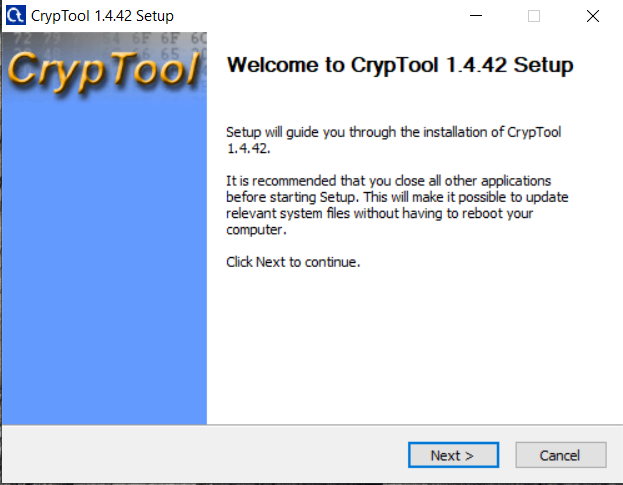 CrypTool 1.4.42 Setup
CrypTool
Welcome to CrypTool 1.4.42 Setup
Setup will guide you through the installation of CrypTool
1.4.42.
It is recommended that you close all other applications
before starting Setup. This will make it possible to update
relevant system files without having to reboot your
computer.
Click Next to continue.
Next >
Cancel